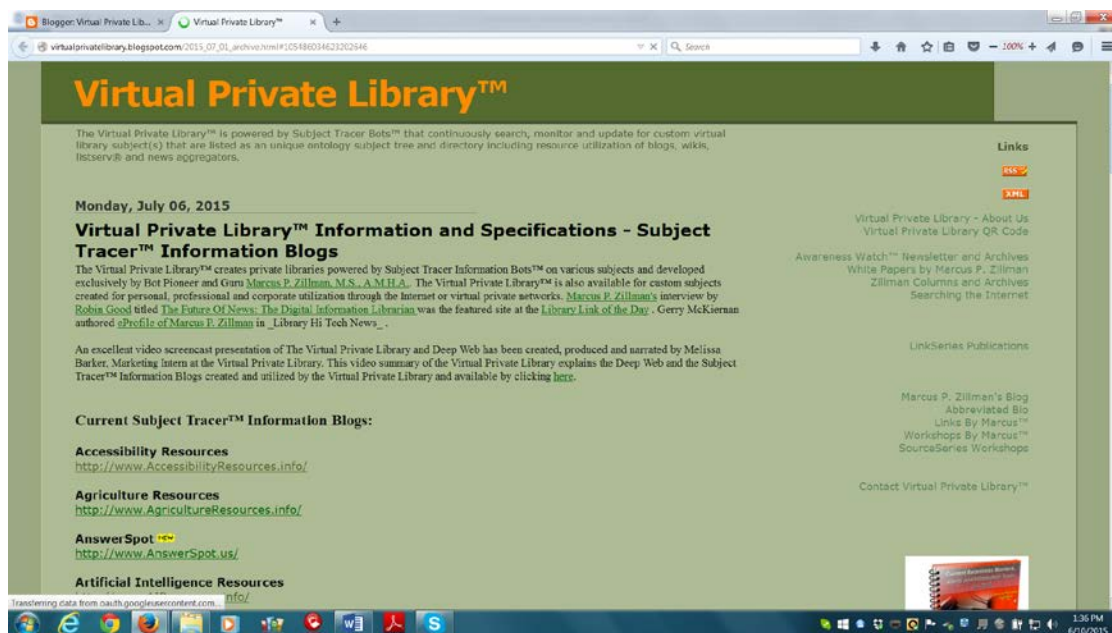 Blogger: Virtual Private Lib...
Virtual Private Library™
virtualprivatelibrary.blogspot.com/2015_07_01_archive.html#105486034623202646
Search
100%
Virtual Private Library™
The Virtual Private Library™ is powered by Subject Tracer Bots™ that continuously search, monitor and update for custom virtual
library subject(s) that are listed as an unique ontology subject tree and directory including resource utilization of blogs, wikis,
listserv® and news aggregators.
Monday, July 06, 2015
Virtual Private Library™ Information and Specifications - Subject
Tracer™ Information Blogs
The Virtual Private Library™ creates private libraries powered by Subject Tracer Information Bots™ on various subjects and developed
exclusively by Bot Pioneer and Guru Marcus P. Zillman, M.S., A.M.H.A.. The Virtual Private Library™ is also available for custom subjects
created for personal, professional and corporate utilization through the Internet or virtual private networks. Marcus P. Zillman's interview by
Robin Good titled The Future Of News: The Digital Information Librarian was the featured site at the Library Link of the Day . Gerry McKiernan
authored eProfile of Marcus P. Zillman in _Library Hi Tech News_ .
An excellent video screencast presentation of The Virtual Private Library and Deep Web has been created, produced and narrated by Melissa
Barker, Marketing Intern at the Virtual Private Library. This video summary of the Virtual Private Library explains the Deep Web and the Subject
Tracer™ Information Blogs created and utilized by the Virtual Private Library and available by clicking here.
Current Subject Tracer™ Information Blogs:
Accessibility Resources
http://www.AccessibilityResources.info/
Agriculture Resources
http://www.AgricultureResources.info/
AnswerSpot NEW
http://www.AnswerSpot.us/
Artificial Intelligence Resources
nfo/
Links
RSS
XML
Virtual Private Library - About Us
Virtual Private Library QR Code
Awareness Watch™ Newsletter and Archives
White Papers by Marcus P. Zillman
Zillman Columns and Archives
Searching the Internet
LinkSeries Publications
Marcus P. Zillman's Blog
Abbreviated Bio
Links By Marcus™
Workshops By Marcus™
SourceSeries Workshops
Contact Virtual Private Library™
Transferring data from oauth.googleusercontent.com...
1:36 PM
6/10/2015